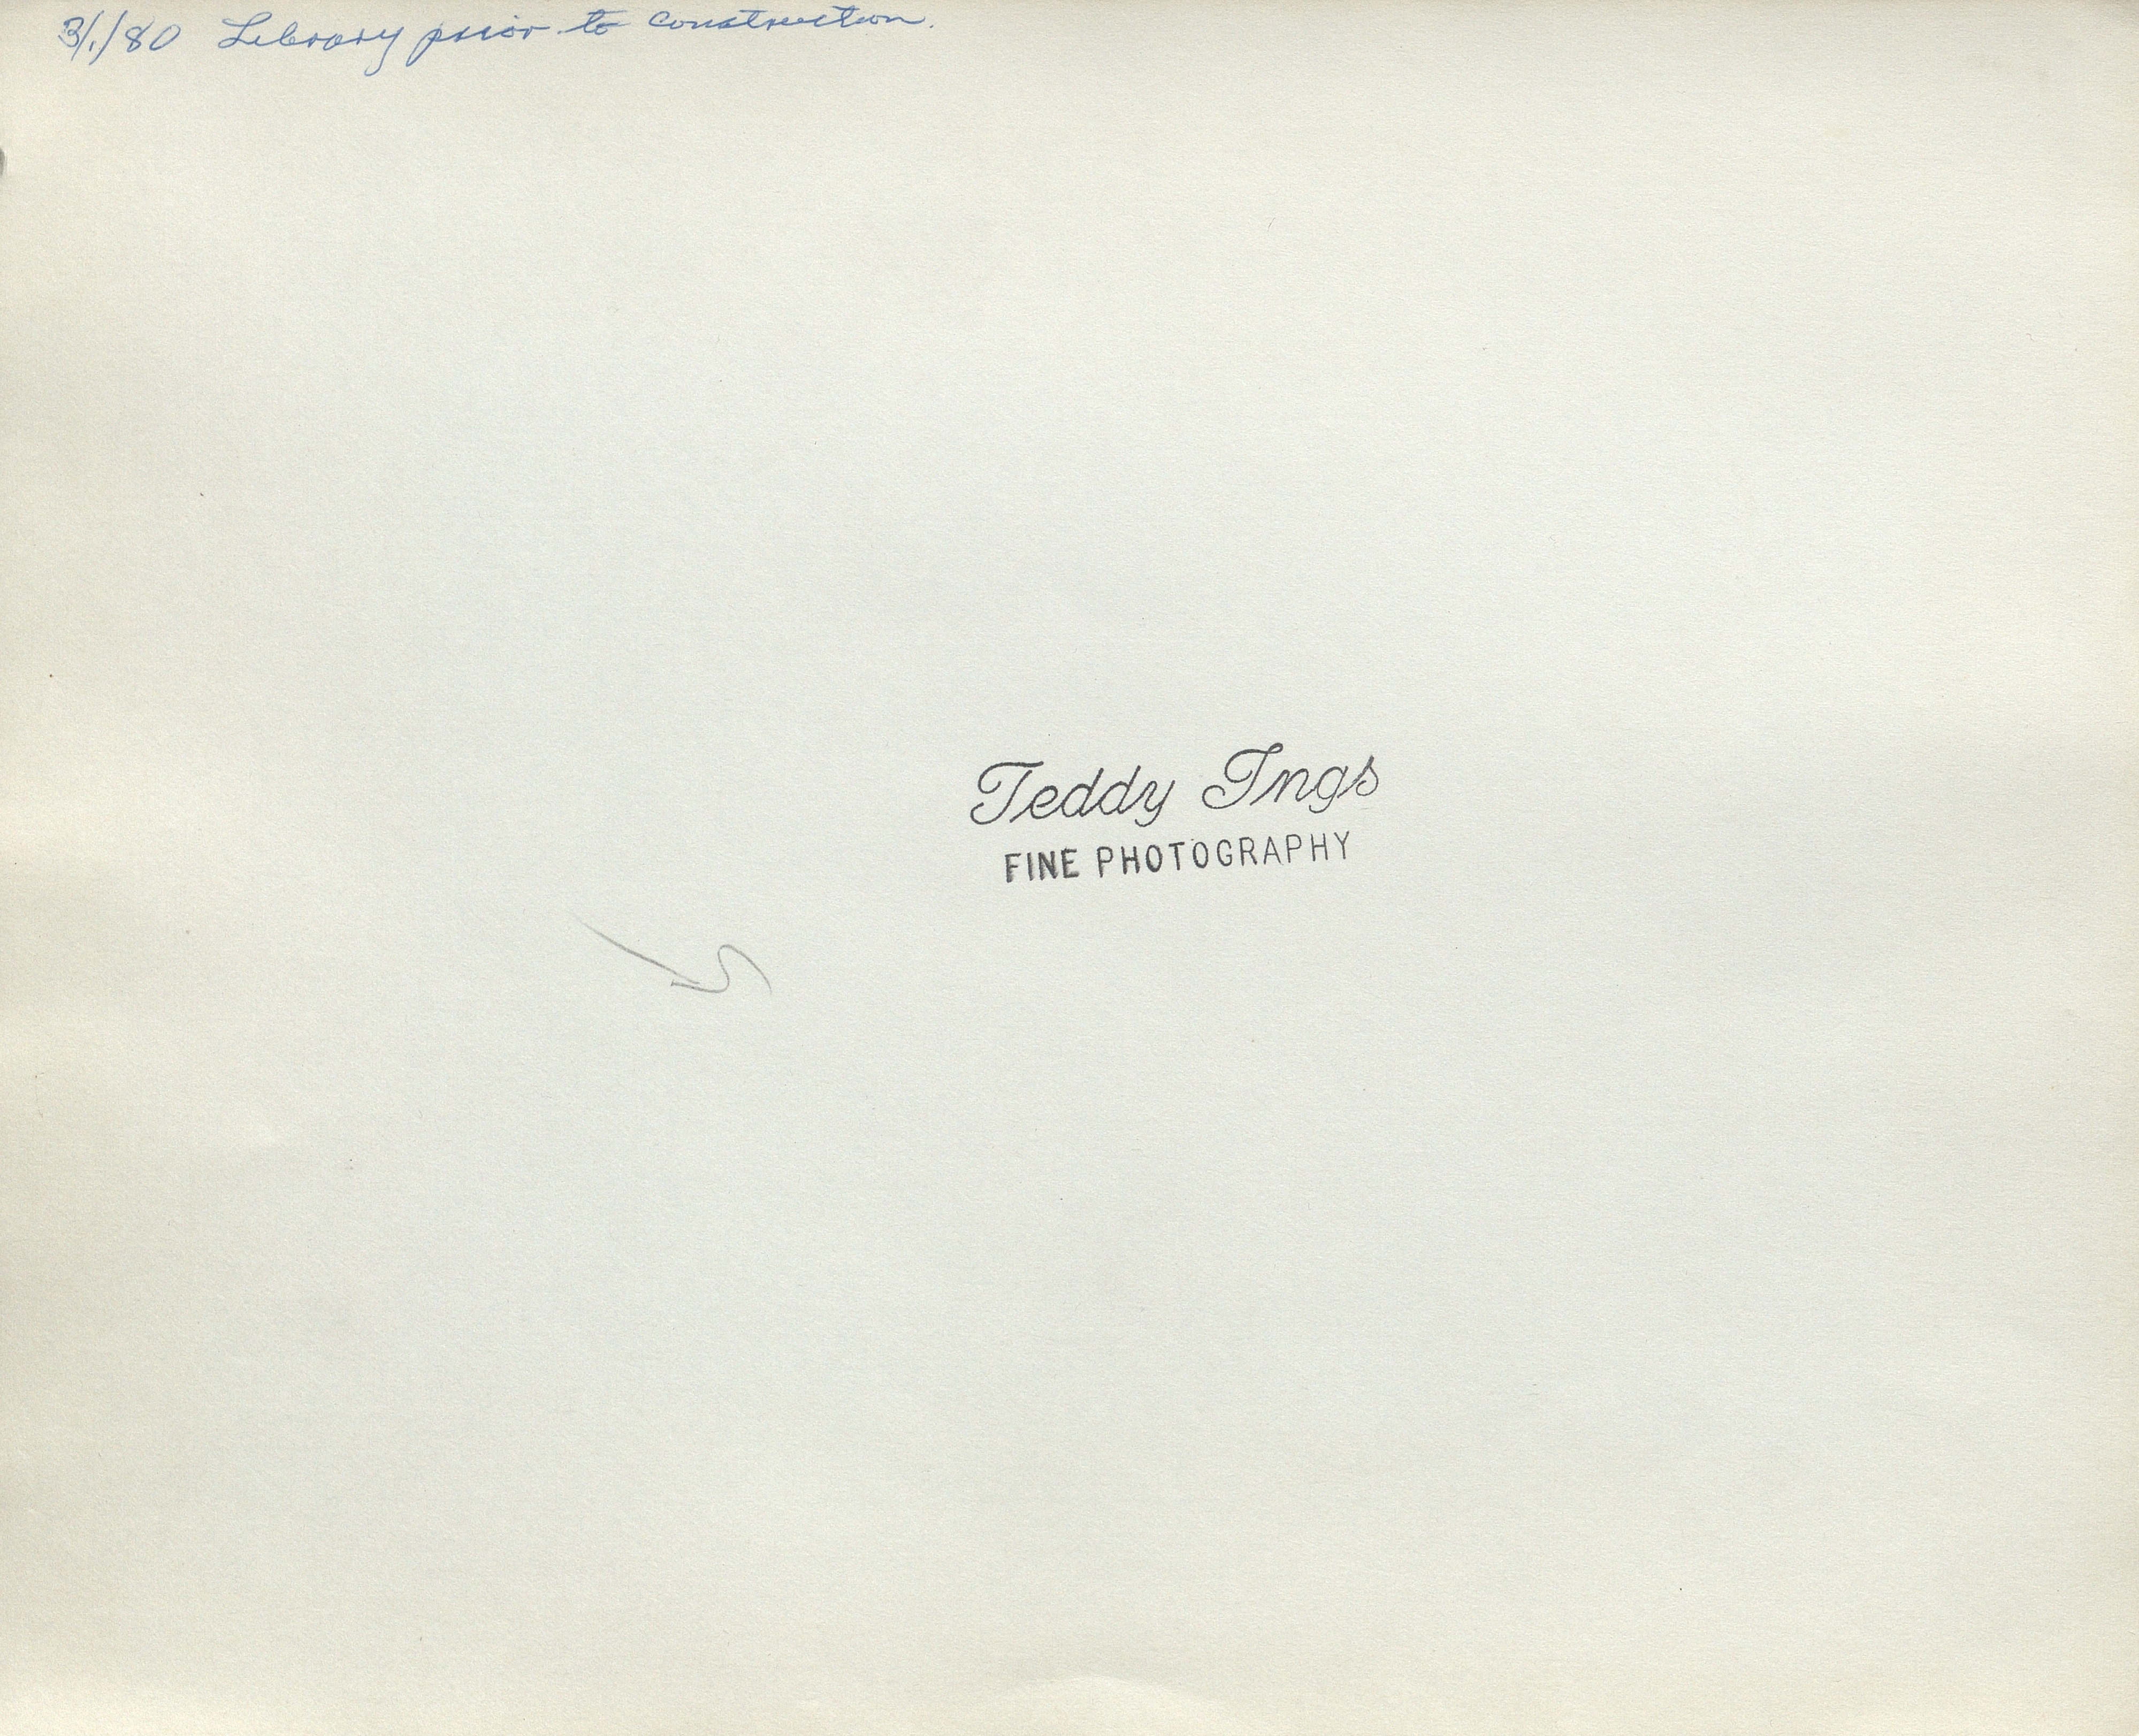 3/1/80 Library prior to construction.
Teddy Ings
FINE PHOTOGRAPHY